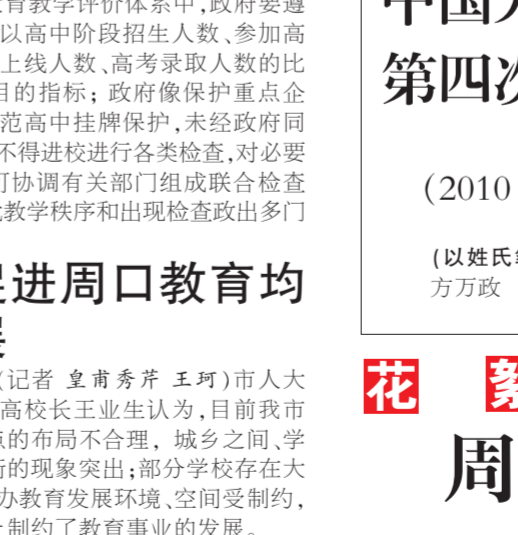 育教学评价体系中,政府要遵
以高中阶段招生人数、参加高
上线人数、高考录取人数的比
目的指标；政府像保护重点企
范高中挂牌保护,未经政府同
不得进校进行各类检查,对必要
可协调有关部门组成联合检查
教学秩序和出现检查政出多门
促进周口教育均
展
(记者 皇甫秀芹 王珂)市人大
高校长王业生认为,目前我市
点的布局不合理，城乡之间、学
衡的现象突出;部分学校存在大
办教育发展环境、空间受制约,
上制约了教育事业的发展。
中国
第四次
(2010
(以姓氏
方万政
花 絮
周